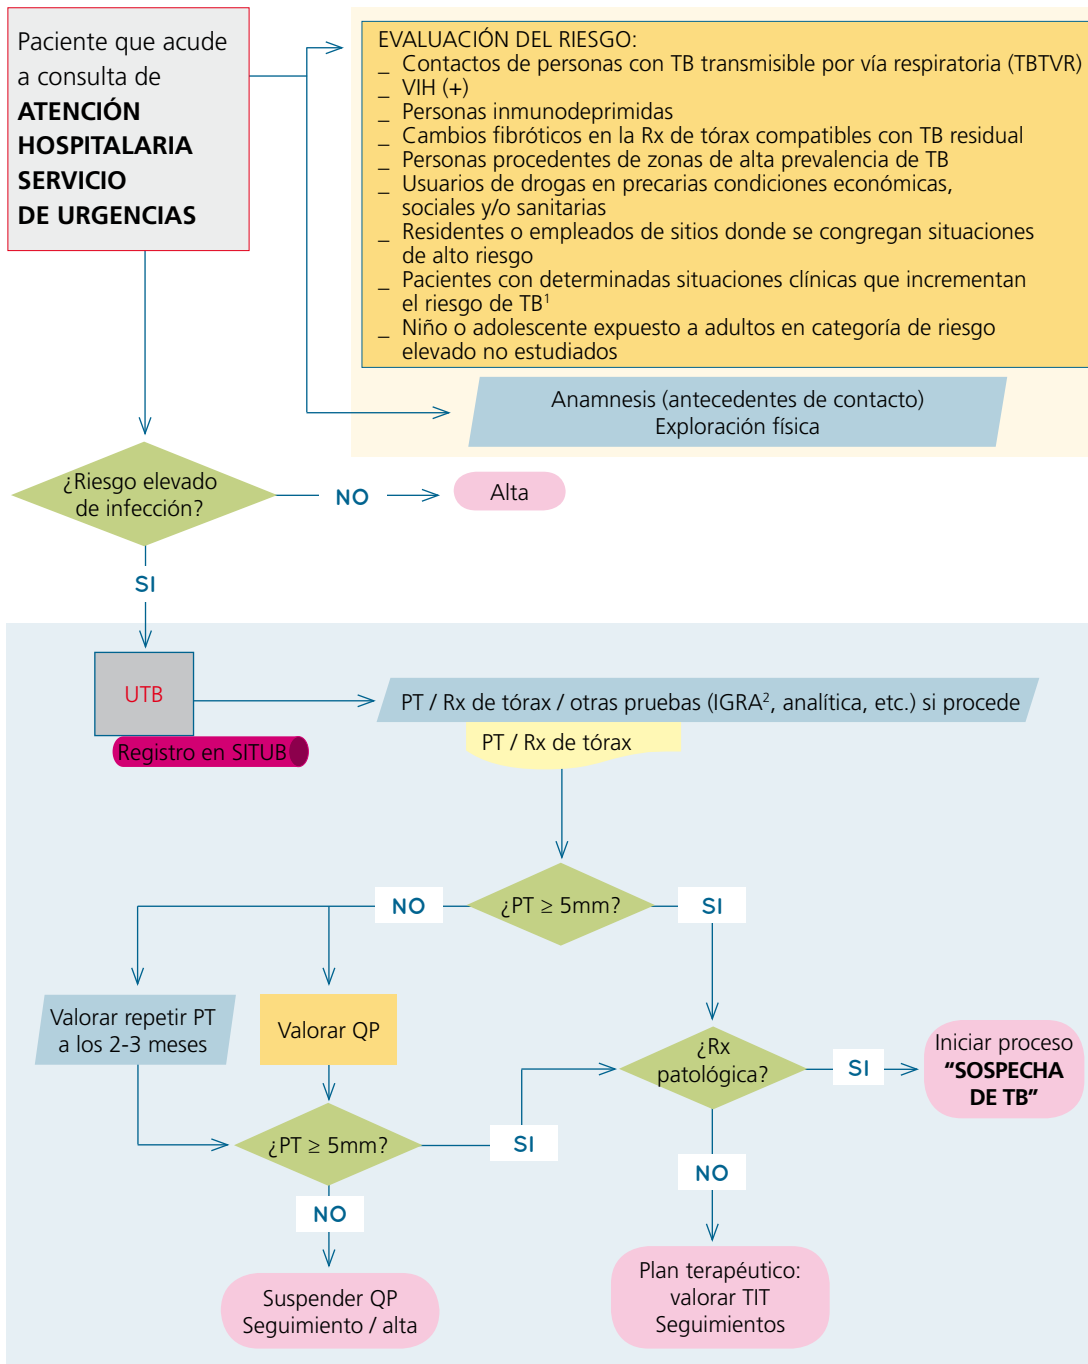 Paciente que acude
a consulta de
ATENCIÓN
HOSPITALARIA
SERVICIO
DE URGENCIAS
EVALUACIÓN DEL RIESGO:
_ Contactos de personas con TB transmisible por vía respiratoria (TBTVR)
_ VIH (+)
_ Personas inmunodeprimidas
_ Cambios fibróticos en la Rx de tórax compatibles con TB residual
_ Personas procedentes de zonas de alta prevalencia de TB
_ Usuarios de drogas en precarias condiciones económicas,
sociales y/o sanitarias
_ Residentes o empleados de sitios donde se congregan situaciones
de alto riesgo
_ Pacientes con determinadas situaciones clínicas que incrementan
el riesgo de TB¹
_ Niño o adolescente expuesto a adultos en categoría de riesgo
elevado no estudiados
Anamnesis (antecedentes de contacto)
Exploración física
¿Riesgo elevado
de infección?
NO
Alta
SI
UTB
Registro en SITUB
PT / Rx de tórax / otras pruebas (IGRA², analítica, etc.) si procede
PT / Rx de tórax
¿PT ≥ 5mm?
NO
SI
Valorar repetir PT
a los 2-3 meses
Valorar QP
¿PT ≥ 5mm?
SI
NO
Suspender QP
Seguimiento / alta
¿Rx
patológica?
SI
Iniciar proceso
"SOSPECHA
DE TB"
NO
Plan terapéutico:
valorar TIT
Seguimientos